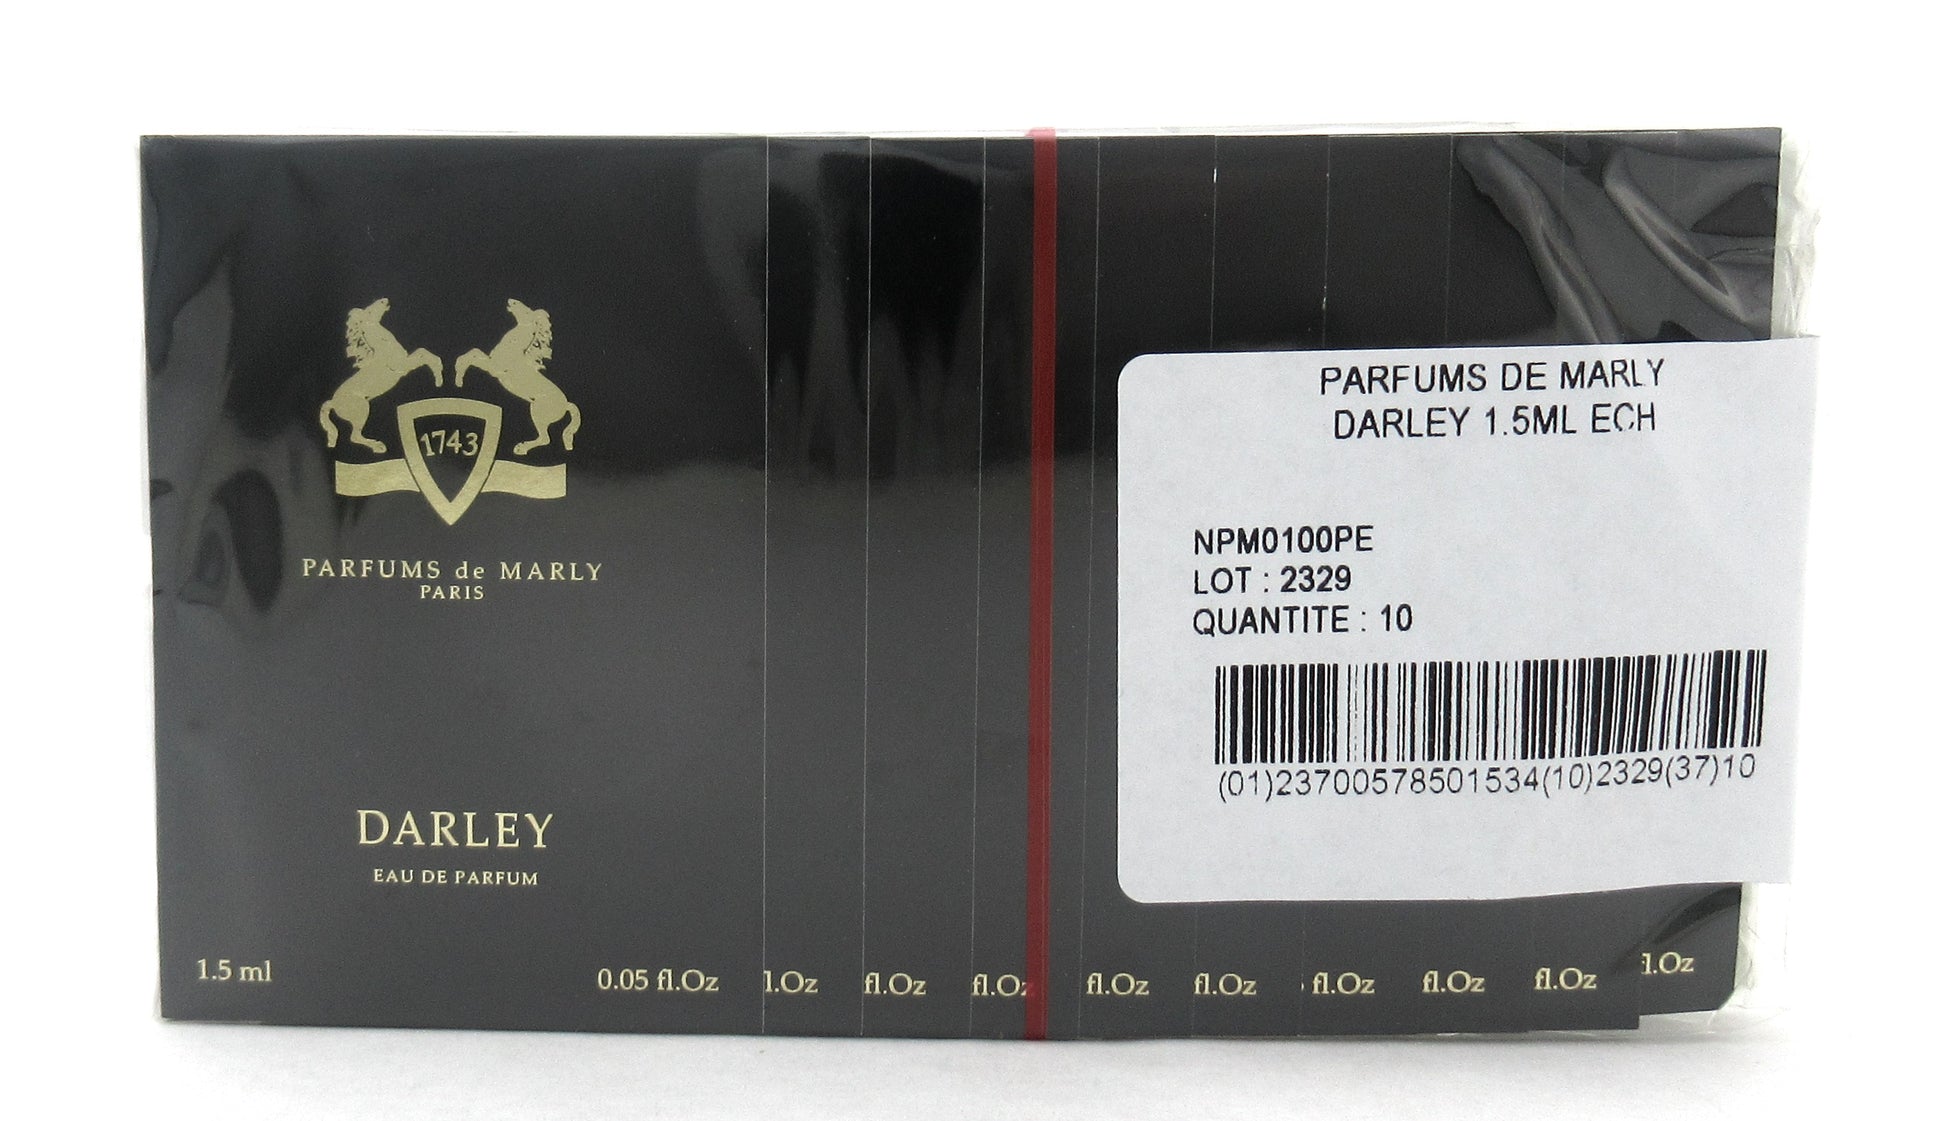 1743
PARFUMS de MARLY
PARIS
DARLEY
EAU DE PARFUM
1.5 ml
0.05 fl.Oz
l.Oz
fl.Oz
fl.Oz
fl.Oz
fl.Oz
fl.Oz
fl.Oz
fl.Oz
l.Oz
PARFUMS DE MARLY
DARLEY 1.5ML ECH
NPM0100PE
LOT : 2329
QUANTITE : 10
(01)23700578501534(10)2329(37)10